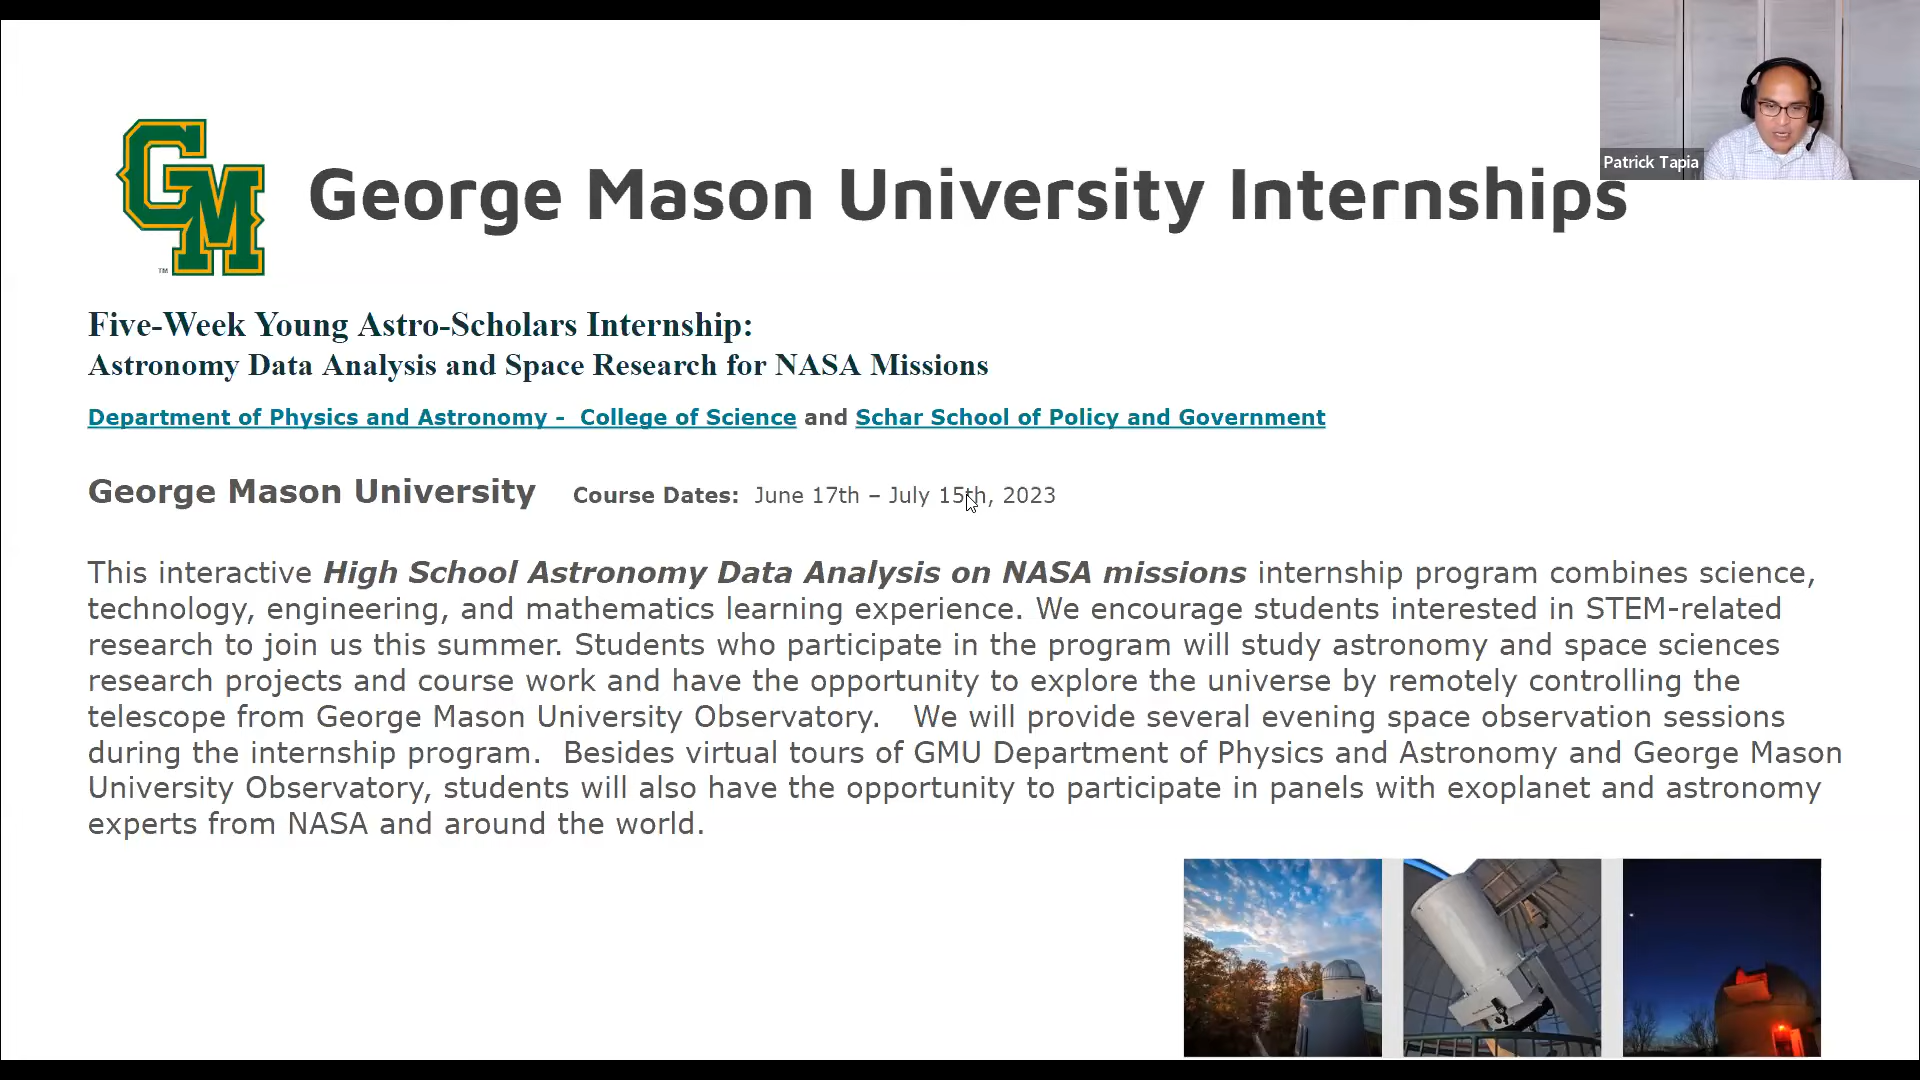 Patrick Tapia
GM
TM
George Mason University Internships
Five-Week Young Astro-Scholars Internship:
Astronomy Data Analysis and Space Research for NASA Missions
Department of Physics and Astronomy -  College of Science and Schar School of Policy and Government
George Mason University Course Dates: June 17th – July 15th, 2023
This interactive High School Astronomy Data Analysis on NASA missions internship program combines science,
technology, engineering, and mathematics learning experience. We encourage students interested in STEM-related
research to join us this summer. Students who participate in the program will study astronomy and space sciences
research projects and course work and have the opportunity to explore the universe by remotely controlling the
telescope from George Mason University Observatory.   We will provide several evening space observation sessions
during the internship program.  Besides virtual tours of GMU Department of Physics and Astronomy and George Mason
University Observatory, students will also have the opportunity to participate in panels with exoplanet and astronomy
experts from NASA and around the world.